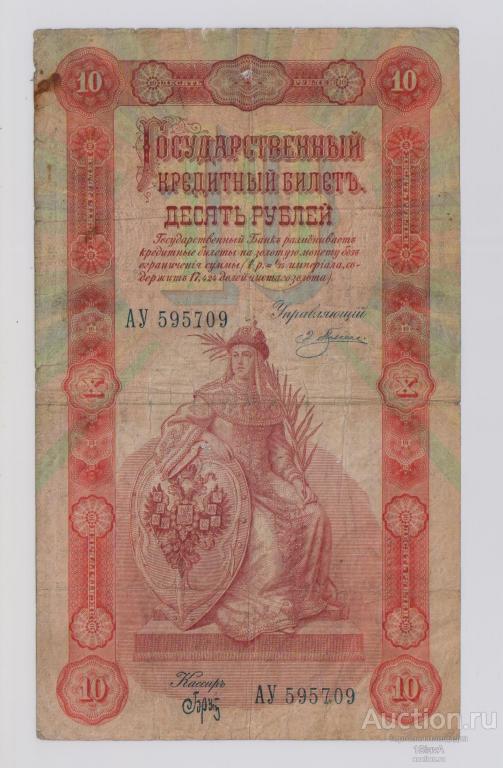 10 ДЕСЯТЬ РУБЛЕЙ 10
ГОСУДАРСТВЕННЫЙ
КРЕДИТНЫЙ БИЛЕТЪ.
ДЕСЯТЬ РУБЛЕЙ
Государственный Банкъ размѣниваетъ
кредитные билеты на золотую монету безъ
ограниченія суммы (1 р. = 1/15 имперіала, со-
держитъ 17,424 долей чистаго золота).
Управляющій
АУ 595709
X X
Кассиръ
АУ 595709
10 10
Auction.ru